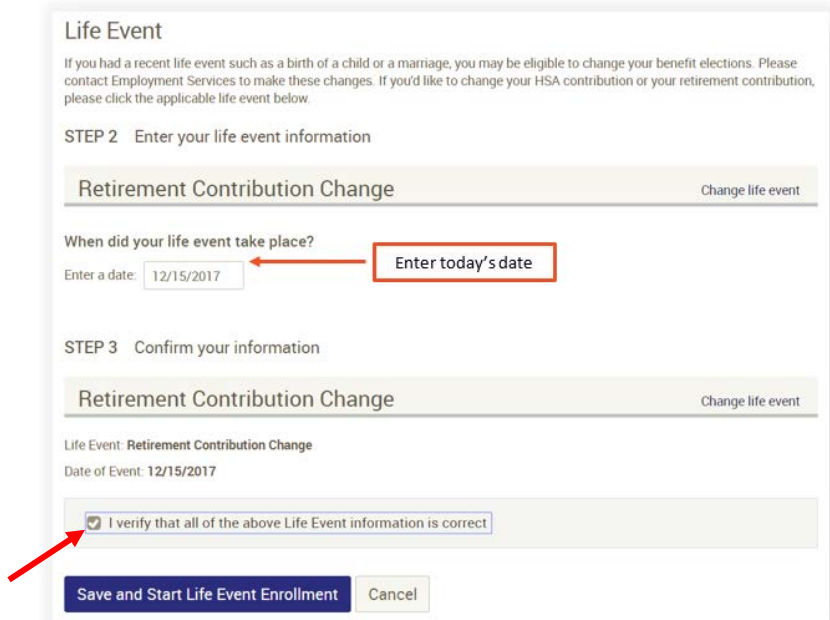 Life Event
If you had a recent life event such as a birth of a child or a marriage, you may be eligible to change your benefit elections. Please
contact Employment Services to make these changes. If you'd like to change your HSA contribution or your retirement contribution,
please click the applicable life event below.
STEP 2 Enter your life event information
Retirement Contribution Change Change life event
When did your life event take place?
Enter a date: 12/15/2017 Enter today's date
STEP 3 Confirm your information
Retirement Contribution Change Change life event
Life Event: Retirement Contribution Change
Date of Event: 12/15/2017
I verify that all of the above Life Event information is correct
Save and Start Life Event Enrollment Cancel